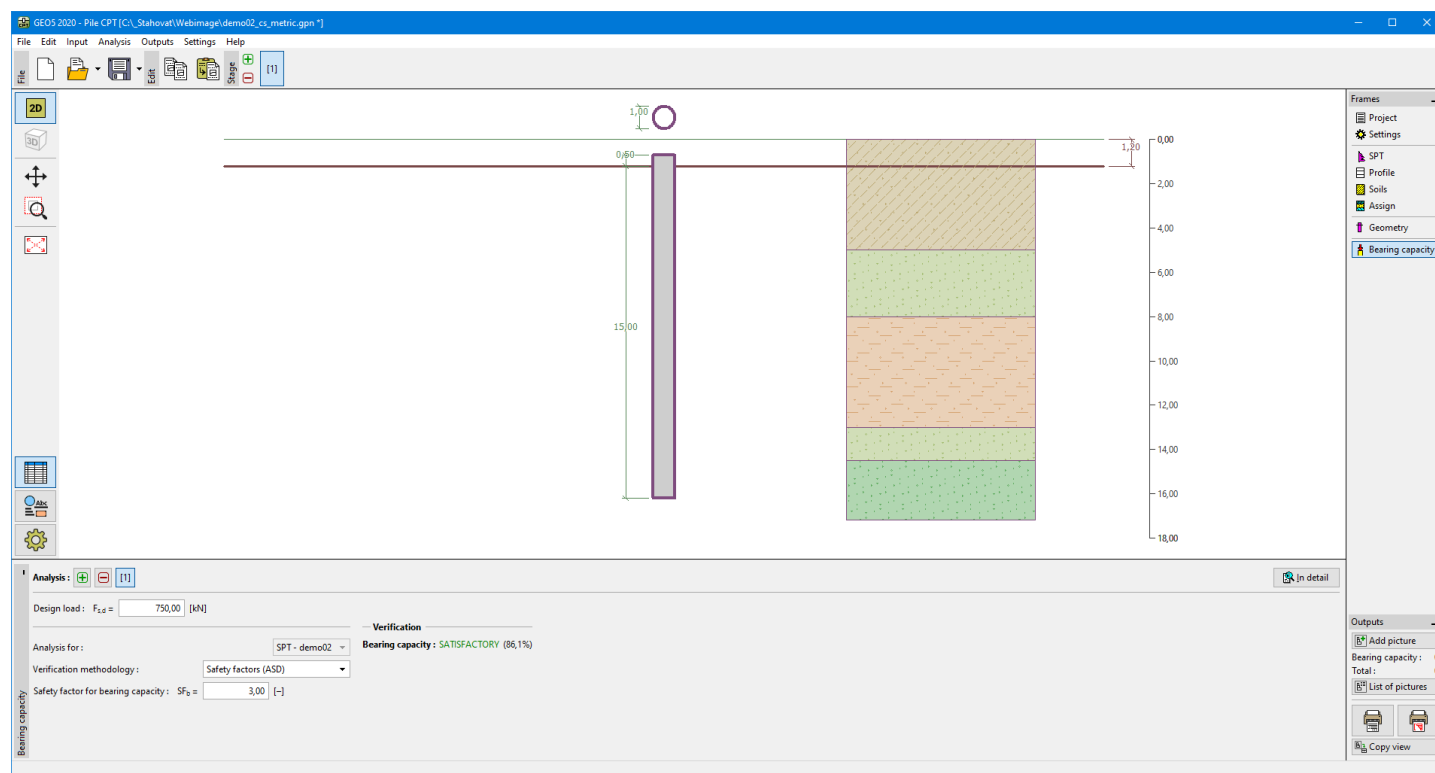 GEO5 2020 - Pile CPT [C:\_Stahovat\Webimage\demo02_cs_metric.gpn *]
File Edit Input Analysis Outputs Settings Help
File
Edit
Stage
[1]
2D
3D
1,00
0,50
15,00
1,20
0,00
2,00
4,00
6,00
8,00
10,00
12,00
14,00
16,00
18,00
Frames
Project
Settings
SPT
Profile
Soils
Assign
Geometry
Bearing capacity
Abc
Analysis : [1]
In detail
Design load : Fs,d = 750,00 [kN]
Analysis for : SPT - demo02
Verification methodology : Safety factors (ASD)
Safety factor for bearing capacity : SFb = 3,00 [–]
Verification
Bearing capacity : SATISFACTORY (86,1%)
Bearing capacity
Outputs
Add picture
Bearing capacity :
Total :
List of pictures
Copy view